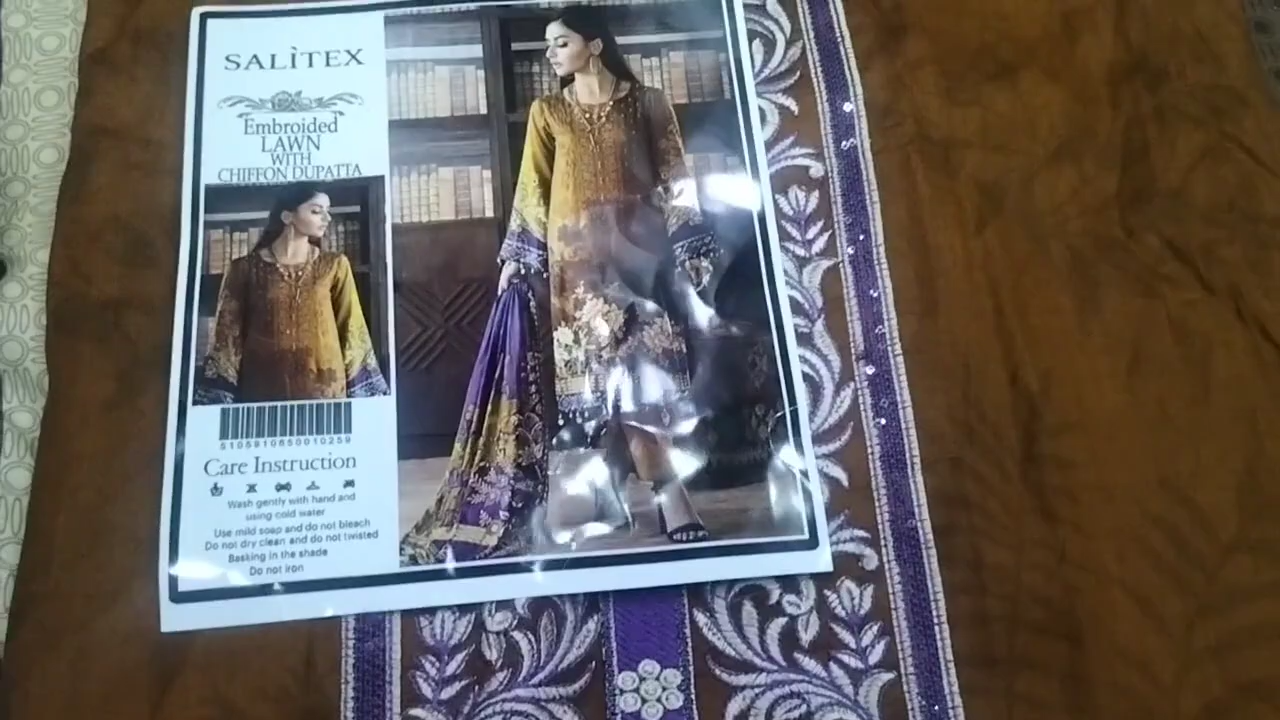 SALÌTEX
Embroided
LAWN
WITH
CHIFFON DUPATTA
5105910650010259
Care Instruction
Wash gently with hand and
using cold water
Use mild soap and do not bleach
Do not dry clean and do not twisted
Basking in the shade
Do not iron